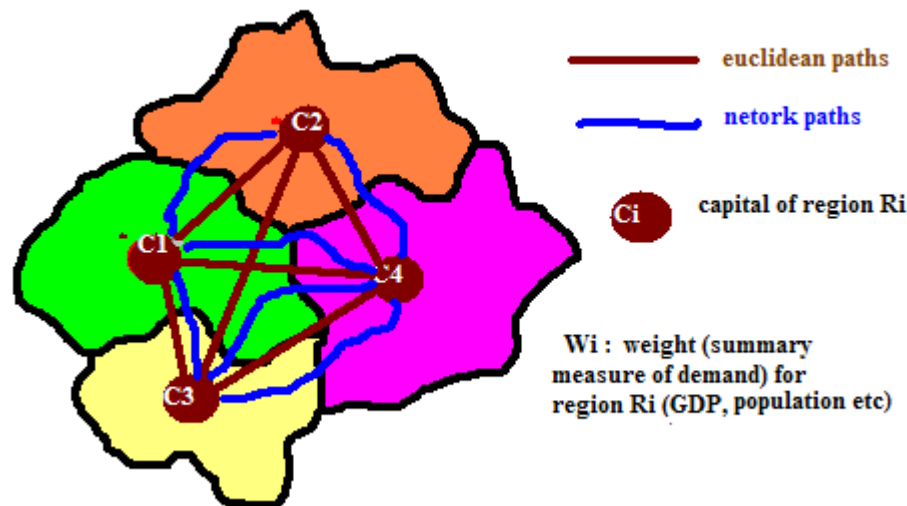 euclidean paths
netork paths
C2
C1
C4
C3
Ci
capital of region Ri
Wi : weight (summary
measure of demand) for
region Ri (GDP, population etc)